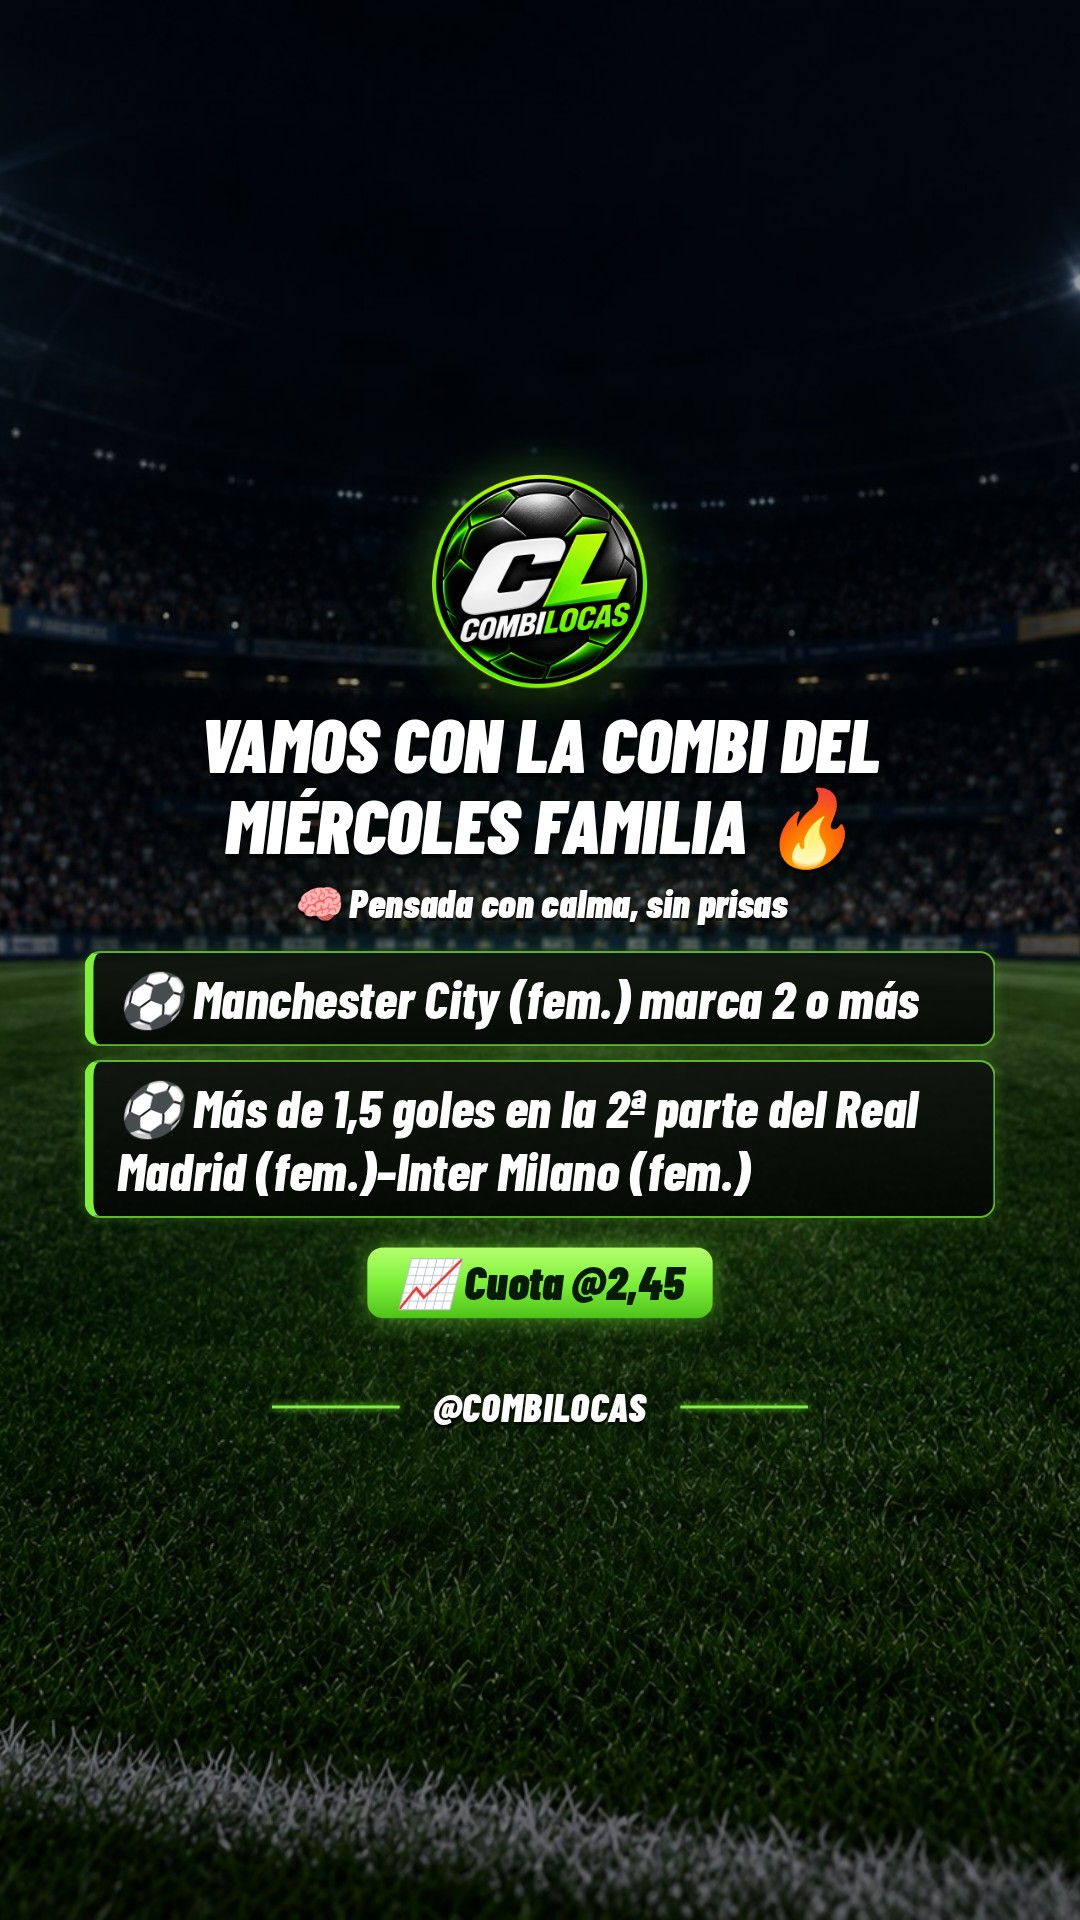 CL
COMBILOCAS
VAMOS CON LA COMBI DEL
MIÉRCOLES FAMILIA 🔥
🧠 Pensada con calma, sin prisas
⚽ Manchester City (fem.) marca 2 o más
⚽ Más de 1,5 goles en la 2ª parte del Real
Madrid (fem.)-Inter Milano (fem.)
📈 Cuota @2,45
@COMBILOCAS